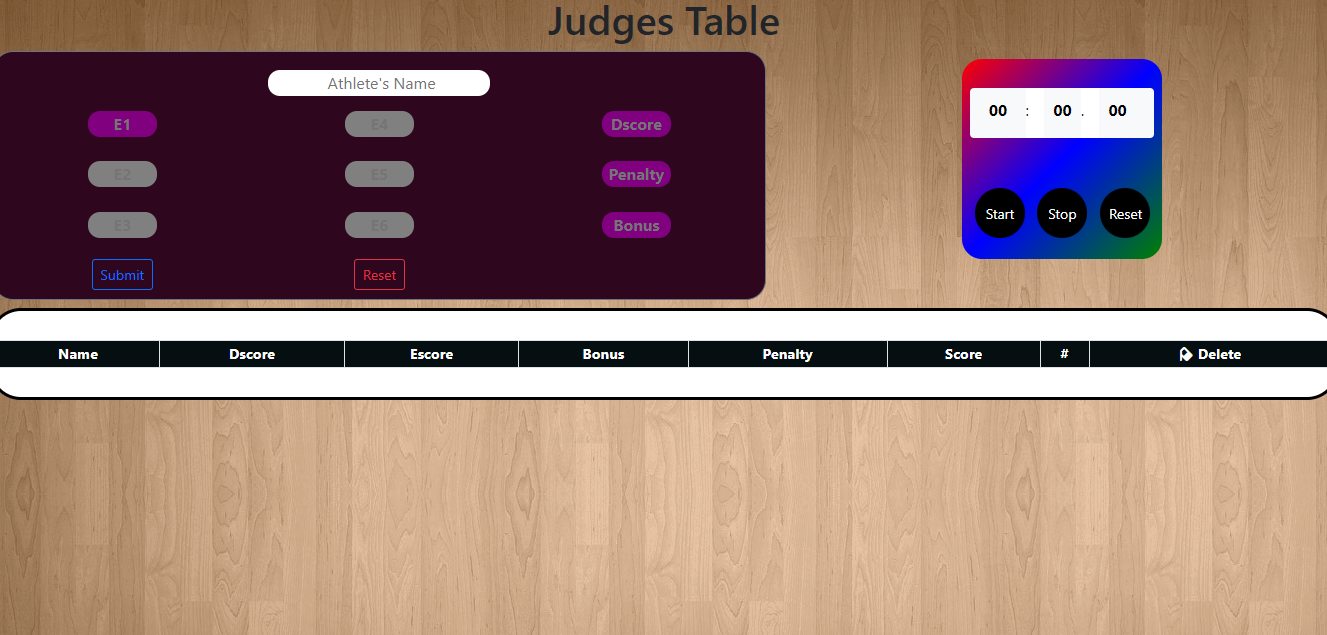 Judges Table
Athlete's Name
E1 E4 Dscore
E2 E5 Penalty
E3 E6 Bonus
Submit Reset
00 : 00 . 00
Start Stop Reset
Name Dscore Escore Bonus Penalty Score # Delete